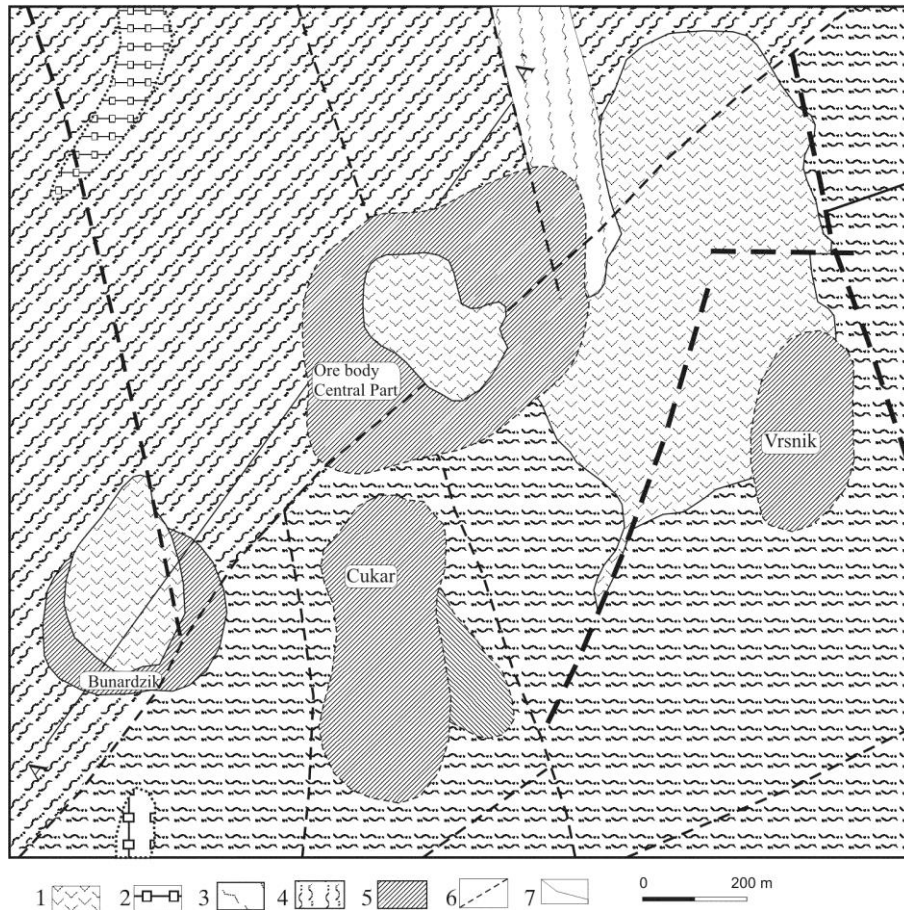 A
Ore body
Central Part
Vrsnik
Cukar
Bunardzik
A
1 2 3 4 5 6 7 0 200 m